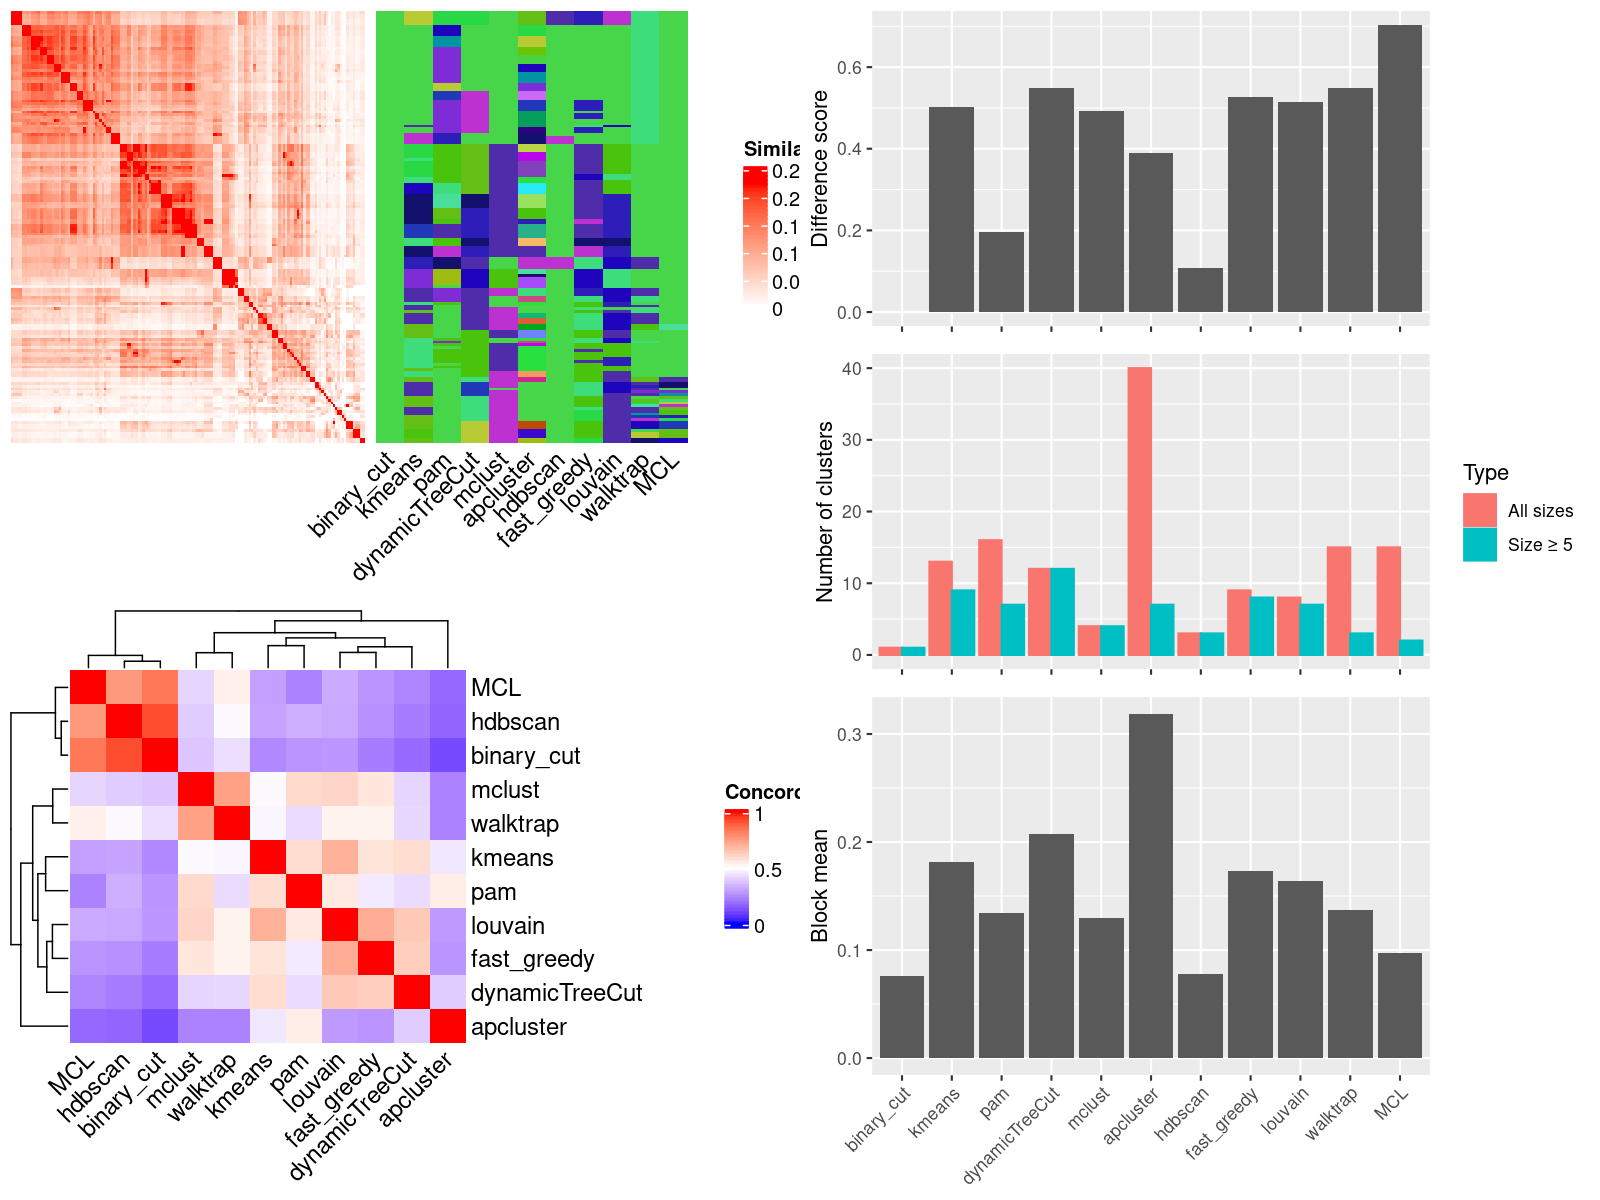 Simila
0.2
0.2
0.1
0.1
0.0
0
binary_cut
kmeans
pam
dynamicTreeCut
mclust
apcluster
hdbscan
fast_greedy
louvain
walktrap
MCL
MCL
hdbscan
binary_cut
mclust
walktrap
kmeans
pam
louvain
fast_greedy
dynamicTreeCut
apcluster
MCL
hdbscan
binary_cut
mclust
walktrap
kmeans
pam
louvain
fast_greedy
dynamicTreeCut
apcluster
Concord
1
0.5
0
Difference score
0.6
0.4
0.2
0.0
Number of clusters
40
30
20
10
0
Type
All sizes
Size ≥ 5
Block mean
0.3
0.2
0.1
0.0
binary_cut
kmeans
pam
dynamicTreeCut
mclust
apcluster
hdbscan
fast_greedy
louvain
walktrap
MCL